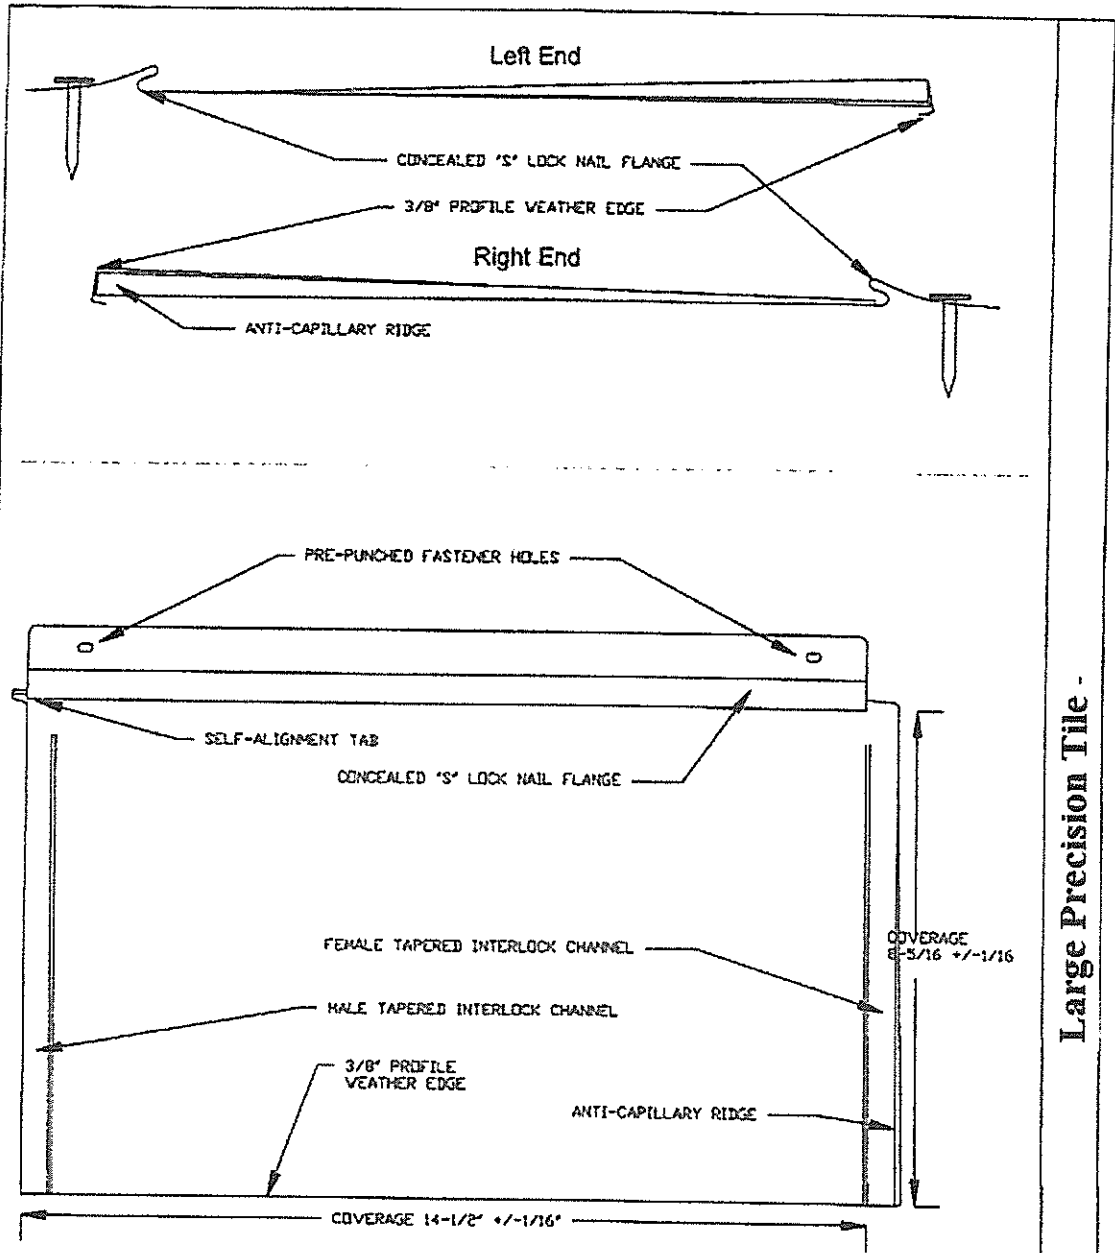 Left End
CONCEALED "S" LOCK NAIL FLANGE
3/8" PROFILE WEATHER EDGE
Right End
ANTI-CAPILLARY RIDGE
PRE-PUNCHED FASTENER HOLES
SELF-ALIGNMENT TAB
CONCEALED "S" LOCK NAIL FLANGE
FEMALE TAPERED INTERLOCK CHANNEL
COVERAGE
8-5/16 +/-1/16
MALE TAPERED INTERLOCK CHANNEL
3/8" PROFILE
WEATHER EDGE
ANTI-CAPILLARY RIDGE
COVERAGE 14-1/2" +/-1/16"
Large Precision Tile -